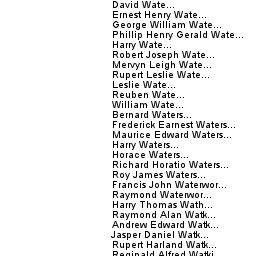 David Wate...
Ernest Henry Wate...
George William Wate...
Phillip Henry Gerald Wate...
Harry Wate...
Robert Joseph Wate...
Mervyn Leigh Wate...
Rupert Leslie Wate...
Leslie Wate...
Reuben Wate...
William Wate...
Bernard Waters...
Frederick Earnest Waters...
Maurice Edward Waters...
Harry Waters...
Horace Waters...
Richard Horatio Waters...
Roy James Waters...
Francis John Waterwor...
Raymond Waterwor...
Harry Thomas Wath...
Raymond Alan Watk...
Andrew Edward Watk...
Jasper Daniel Watk...
Rupert Harland Watk...
Reginald Alfred Watki